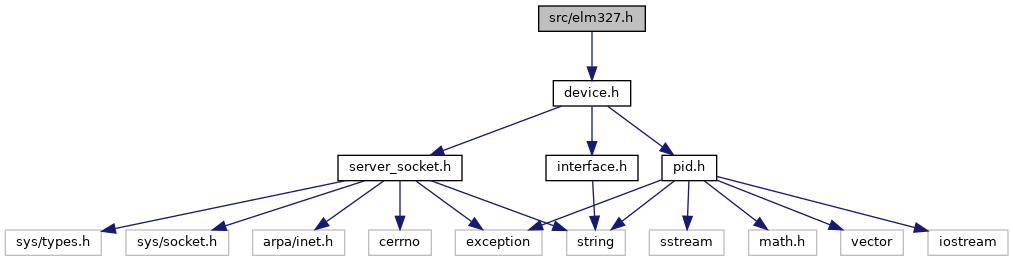 src/elm327.h
device.h
server_socket.h
interface.h
pid.h
sys/types.h
sys/socket.h
arpa/inet.h
cerrno
exception
string
sstream
math.h
vector
iostream